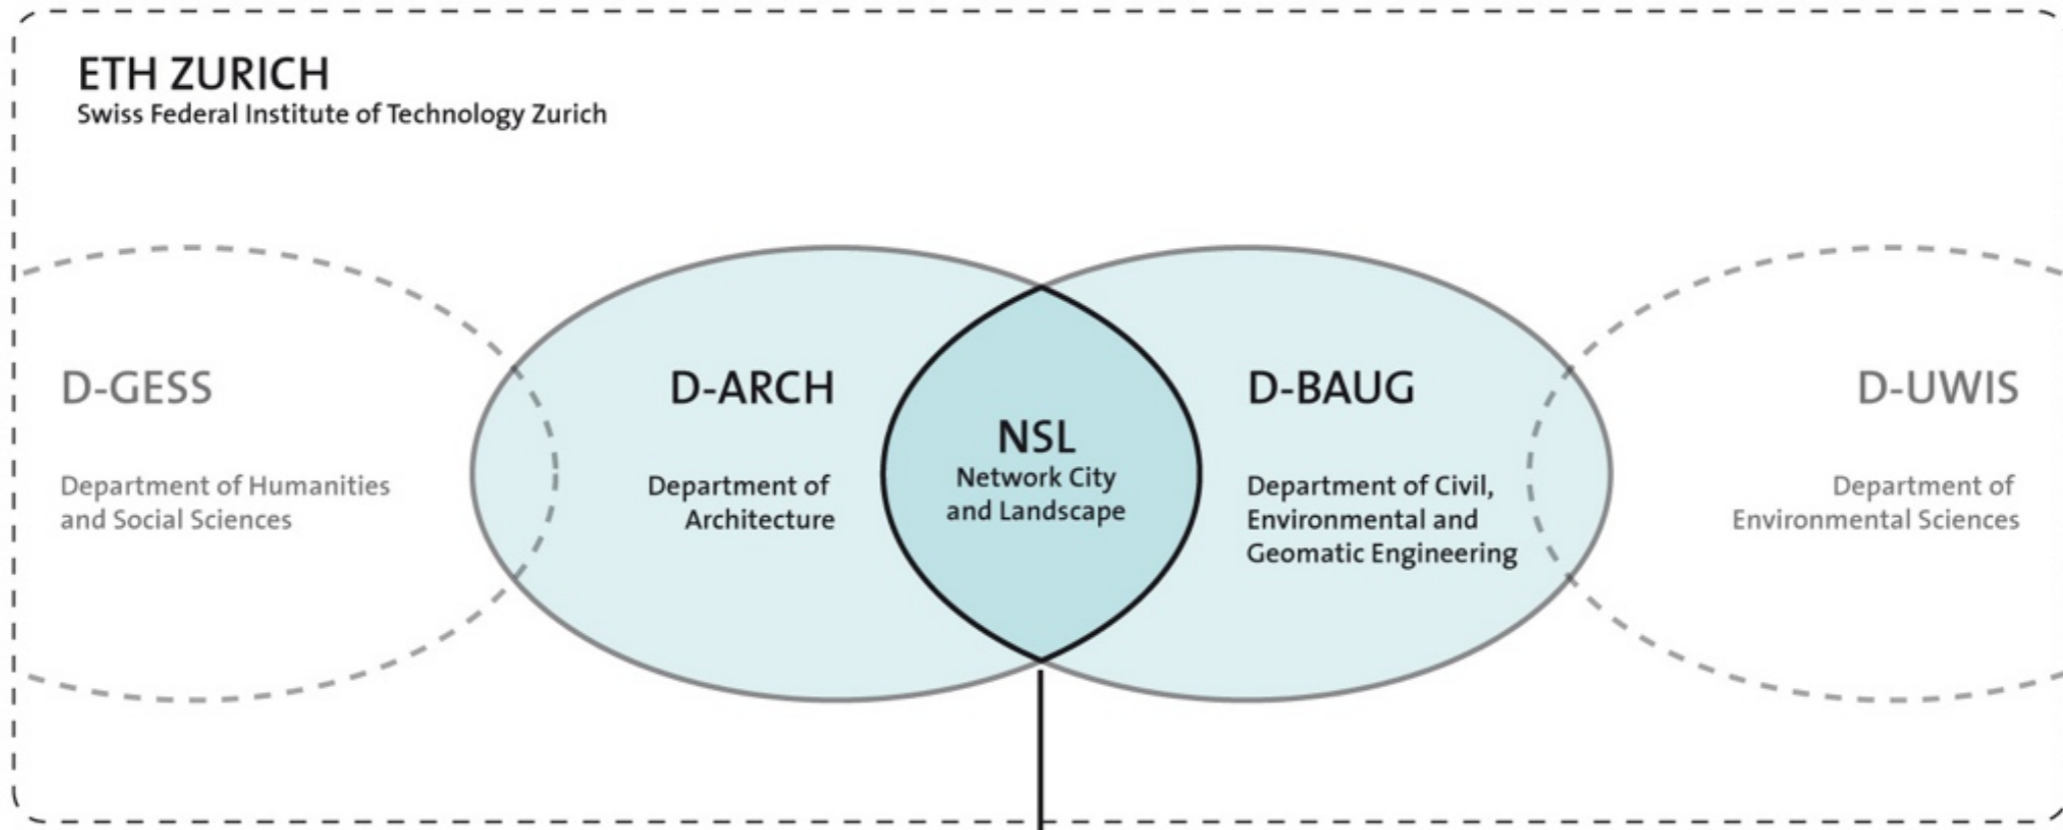 ETH ZURICH
Swiss Federal Institute of Technology Zurich
D-GESS
Department of Humanities
and Social Sciences
D-ARCH
Department of
Architecture
NSL
Network City
and Landscape
D-BAUG
Department of Civil,
Environmental and
Geomatic Engineering
D-UWIS
Department of
Environmental Sciences